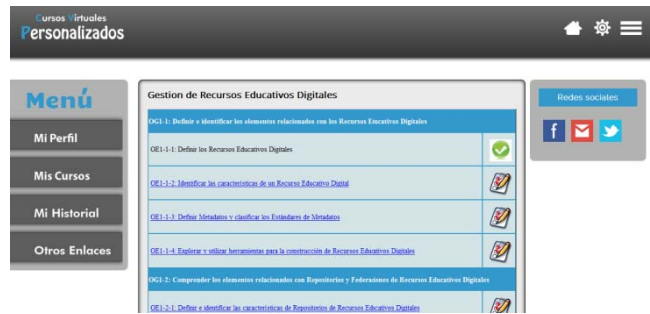 Cursos Virtuales
Personalizados
Menú
Mi Perfil
Mis Cursos
Mi Historial
Otros Enlaces
Gestion de Recursos Educativos Digitales
OG1-1: Definir e identificar los elementos relacionados con los Recursos Eucativos Digitales
OE1-1-1: Definir los Recursos Educativos Digitales
OE1-1-2: Identificar las características de un Recurso Educativo Digital
OE1-1-3: Definir Metadatos y clasificar los Estándares de Metadatos
OE1-1-4: Explorar y utilizar herramientas para la construcción de Recursos Educativos Digitales
OG1-2: Comprender los elementos relacionados con Repositorios y Federaciones de Recursos Educativos Digitales
OE1-2-1: Definir e identificar las características de Repositorios de Recursos Educativos Digitales
Redes sociales